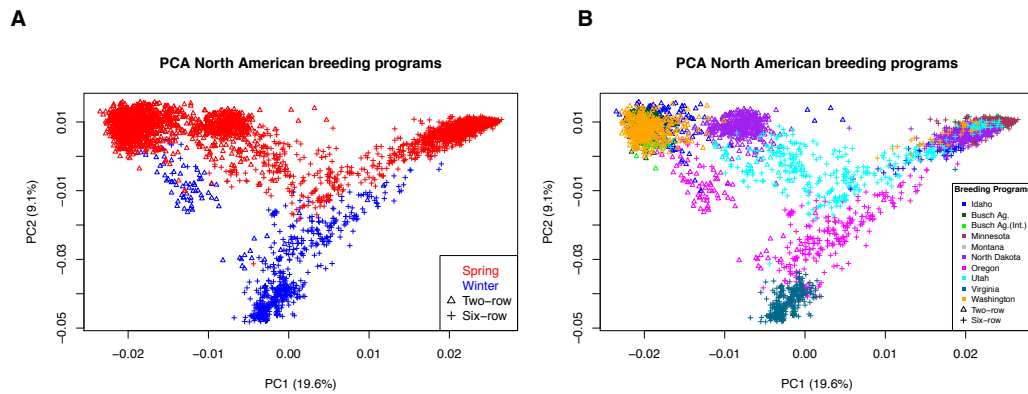 A
PCA North American breeding programs
PC2 (9.1%)
0.01
−0.01
−0.03
−0.05
Spring
Winter
Two−row
Six−row
−0.02
−0.01
0.00
0.01
0.02
PC1 (19.6%)
B
PCA North American breeding programs
PC2 (9.1%)
0.01
−0.01
−0.03
−0.05
Breeding Programs
Idaho
Busch Ag.
Busch Ag.(Int.)
Minnesota
Montana
North Dakota
Oregon
Utah
Virginia
Washington
Two−row
Six−row
−0.02
−0.01
0.00
0.01
0.02
PC1 (19.6%)